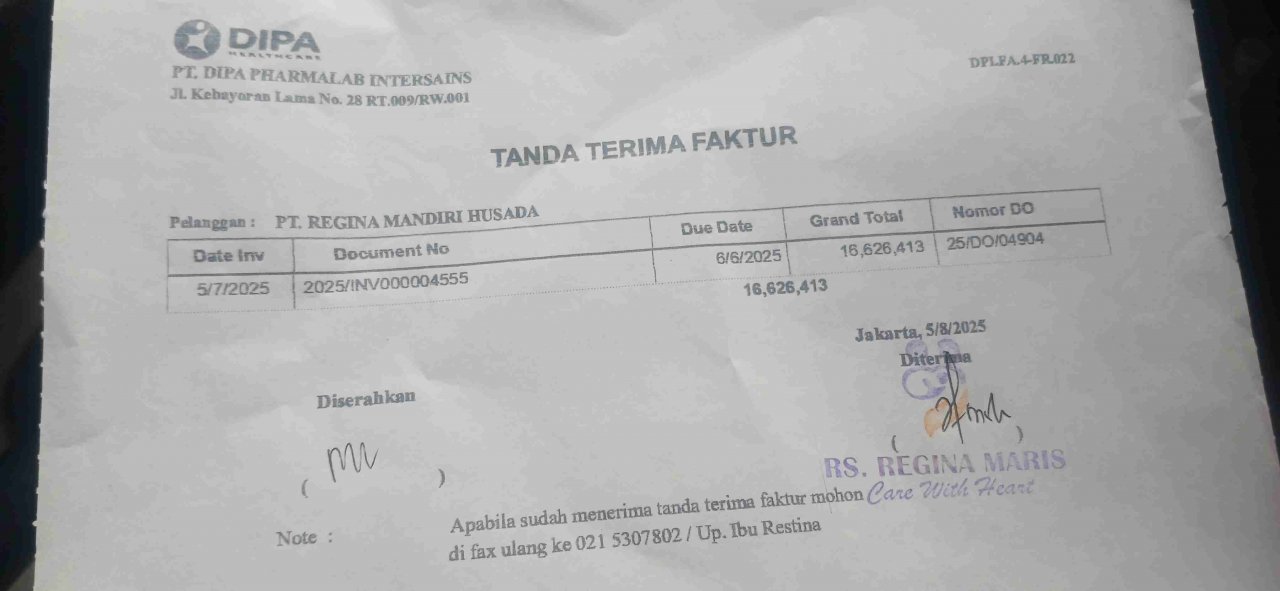 DIPA
HEALTHCARE
PT. DIPA PHARMALAB INTERSAINS
Jl. Kebayoran Lama No. 28 RT.009/RW.001
DPI.FA.4-FR.022
TANDA TERIMA FAKTUR
Pelanggan : PT. REGINA MANDIRI HUSADA
Date Inv Document No Due Date Grand Total Nomor DO
5/7/2025 2025/INV000004555 6/6/2025 16,626,413 25/DO/04904
16,626,413
Jakarta, 5/8/2025
Diserahkan Diterima
( ) ( )
RS. REGINA MARIS
Care With Heart
Note : Apabila sudah menerima tanda terima faktur mohon
di fax ulang ke 021 5307802 / Up. Ibu Restina